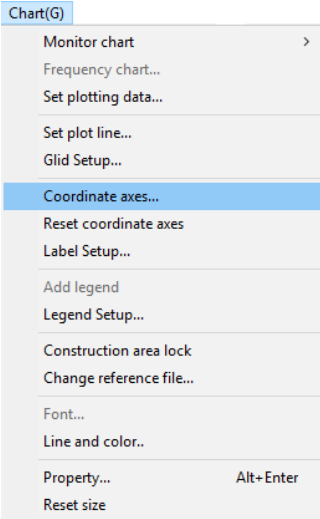 Chart(G)
Monitor chart
Frequency chart...
Set plotting data...
Set plot line...
Glid Setup...
Coordinate axes...
Reset coordinate axes
Label Setup...
Add legend
Legend Setup...
Construction area lock
Change reference file...
Font...
Line and color..
Property... Alt+Enter
Reset size